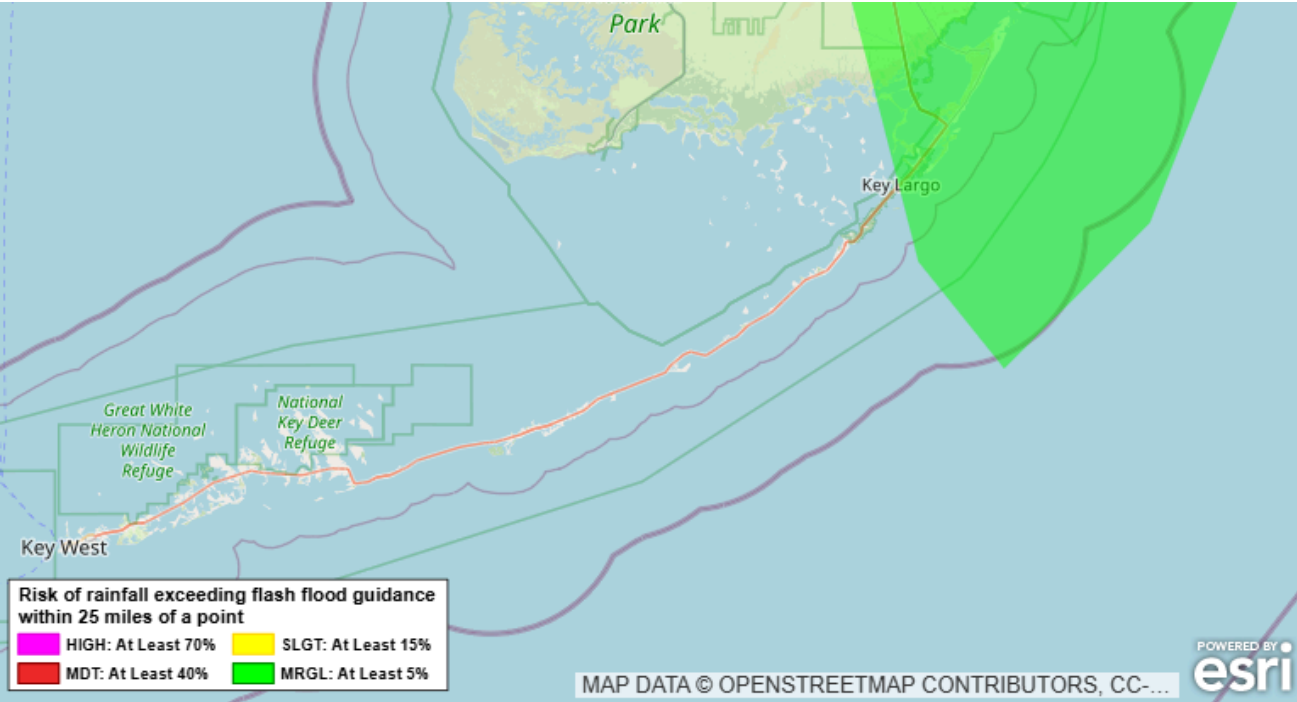 Park
Key Largo
Great White
Heron National
Wildlife
Refuge
National
Key Deer
Refuge
Key West
Risk of rainfall exceeding flash flood guidance
within 25 miles of a point
HIGH: At Least 70%
SLGT: At Least 15%
MDT: At Least 40%
MRGL: At Least 5%
POWERED BY
esri
MAP DATA © OPENSTREETMAP CONTRIBUTORS, CC-...